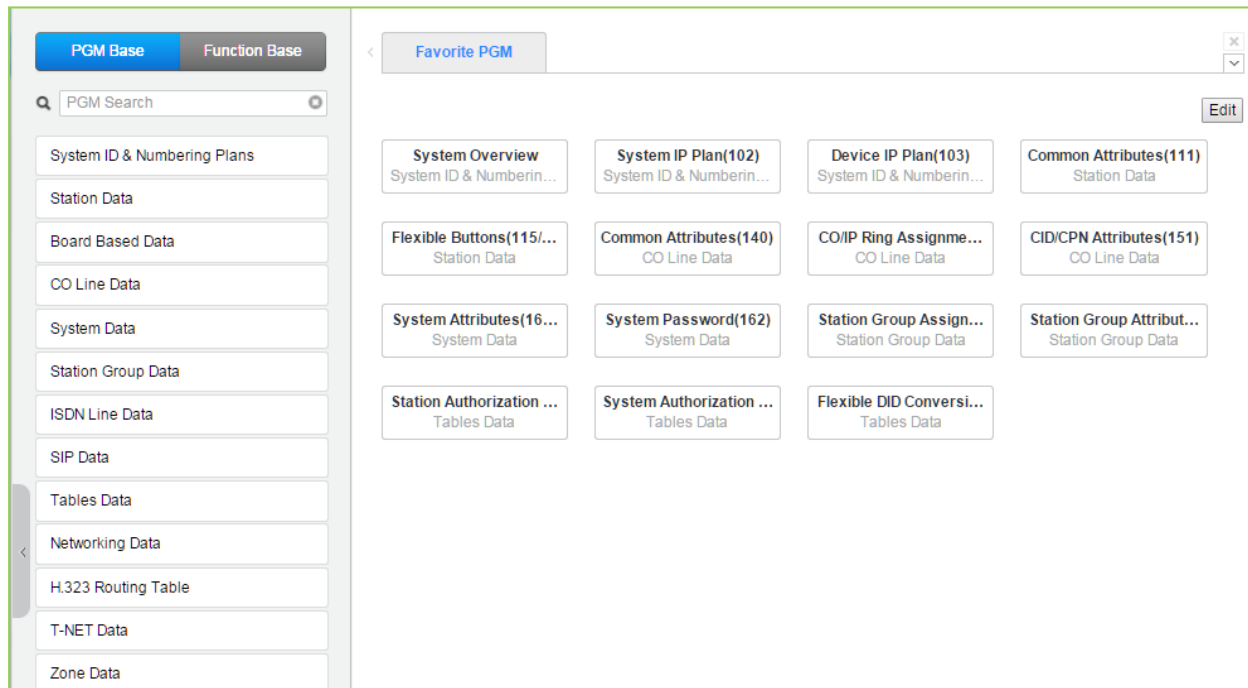 PGM Base
Function Base
PGM Search
System ID & Numbering Plans
Station Data
Board Based Data
CO Line Data
System Data
Station Group Data
ISDN Line Data
SIP Data
Tables Data
Networking Data
H.323 Routing Table
T-NET Data
Zone Data
Favorite PGM
Edit
System Overview
System ID & Numberin...
System IP Plan(102)
System ID & Numberin...
Device IP Plan(103)
System ID & Numberin...
Common Attributes(111)
Station Data
Flexible Buttons(115/...
Station Data
Common Attributes(140)
CO Line Data
CO/IP Ring Assignme...
CO Line Data
CID/CPN Attributes(151)
CO Line Data
System Attributes(16...
System Data
System Password(162)
System Data
Station Group Assign...
Station Group Data
Station Group Attribut...
Station Group Data
Station Authorization ...
Tables Data
System Authorization ...
Tables Data
Flexible DID Conversi...
Tables Data